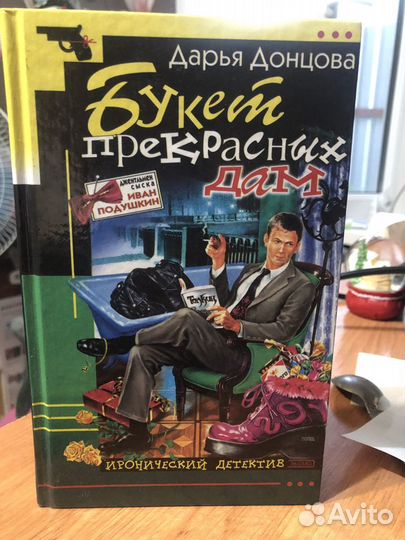 Дарья Донцова
Букет
прекрасных
дам
джентльмен
сыска
Иван
Подушкин
ИРОНИЧЕСКИЙ ДЕТЕКТИВ
Avito